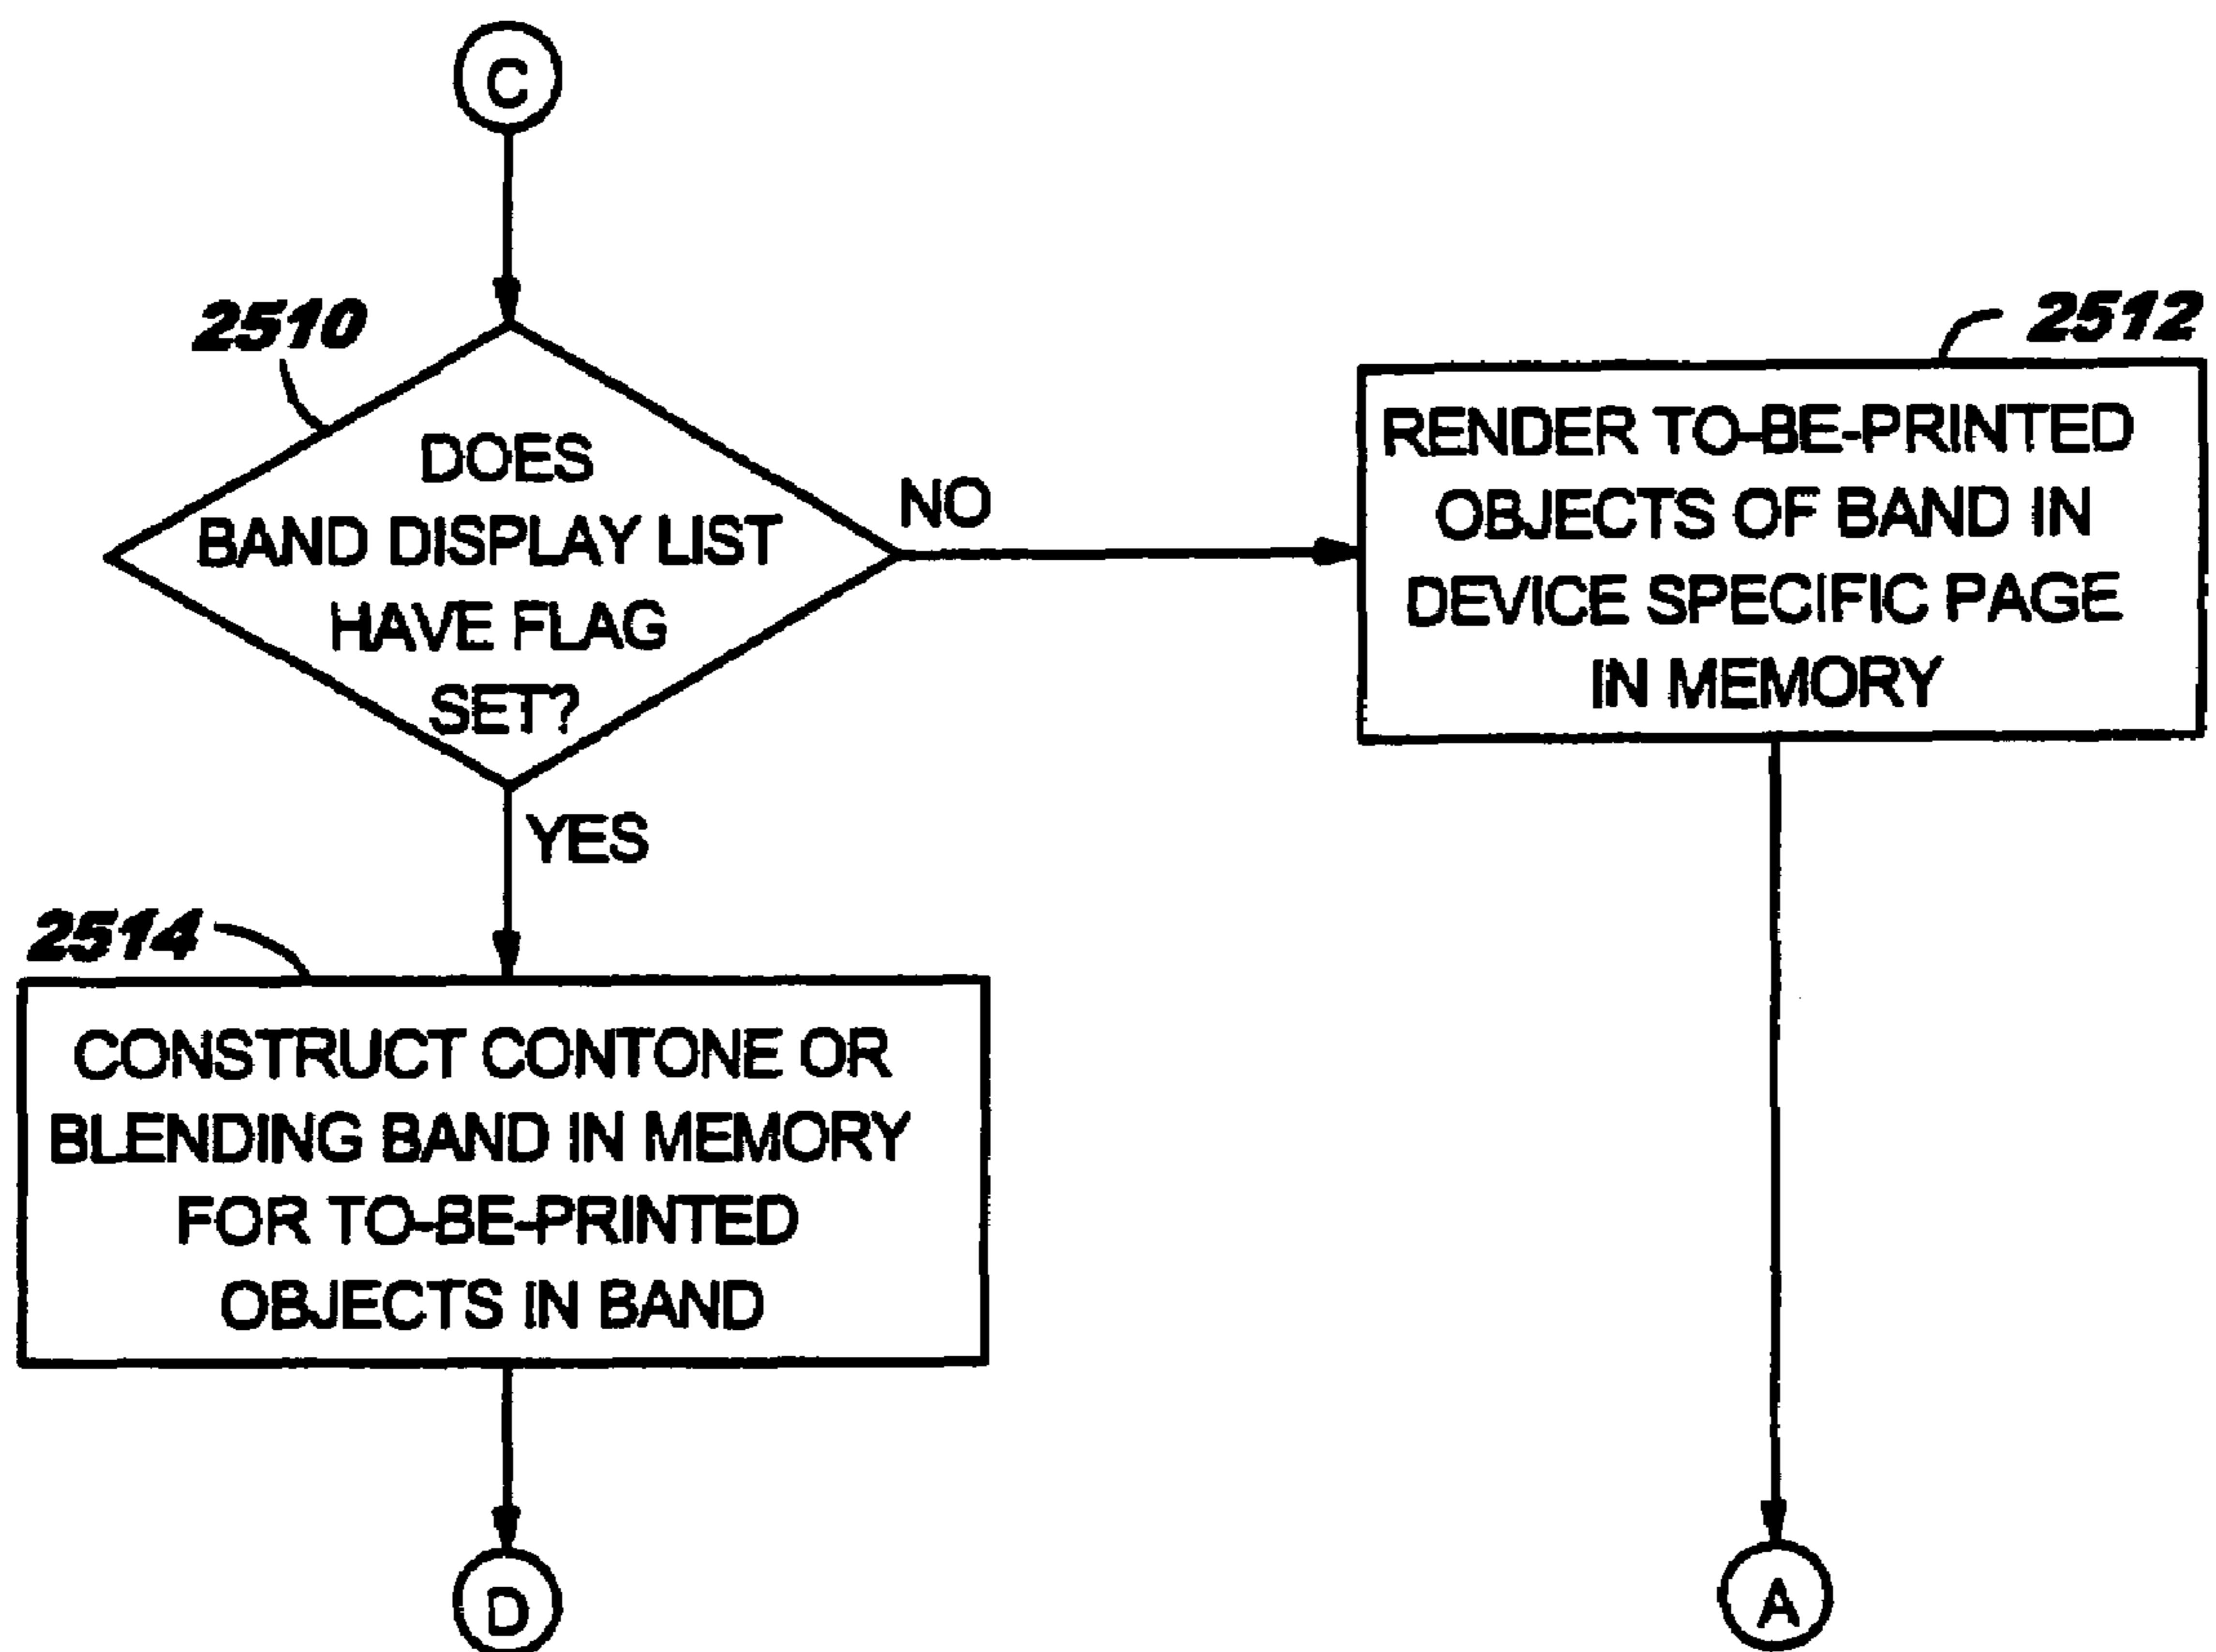 C
2510
DOES
BAND DISPLAY LIST
HAVE FLAG
SET?
NO
2512
RENDER TO-BE-PRINTED
OBJECTS OF BAND IN
DEVICE SPECIFIC PAGE
IN MEMORY
YES
2514
CONSTRUCT CONTONE OR
BLENDING BAND IN MEMORY
FOR TO-BE-PRINTED
OBJECTS IN BAND
D
A